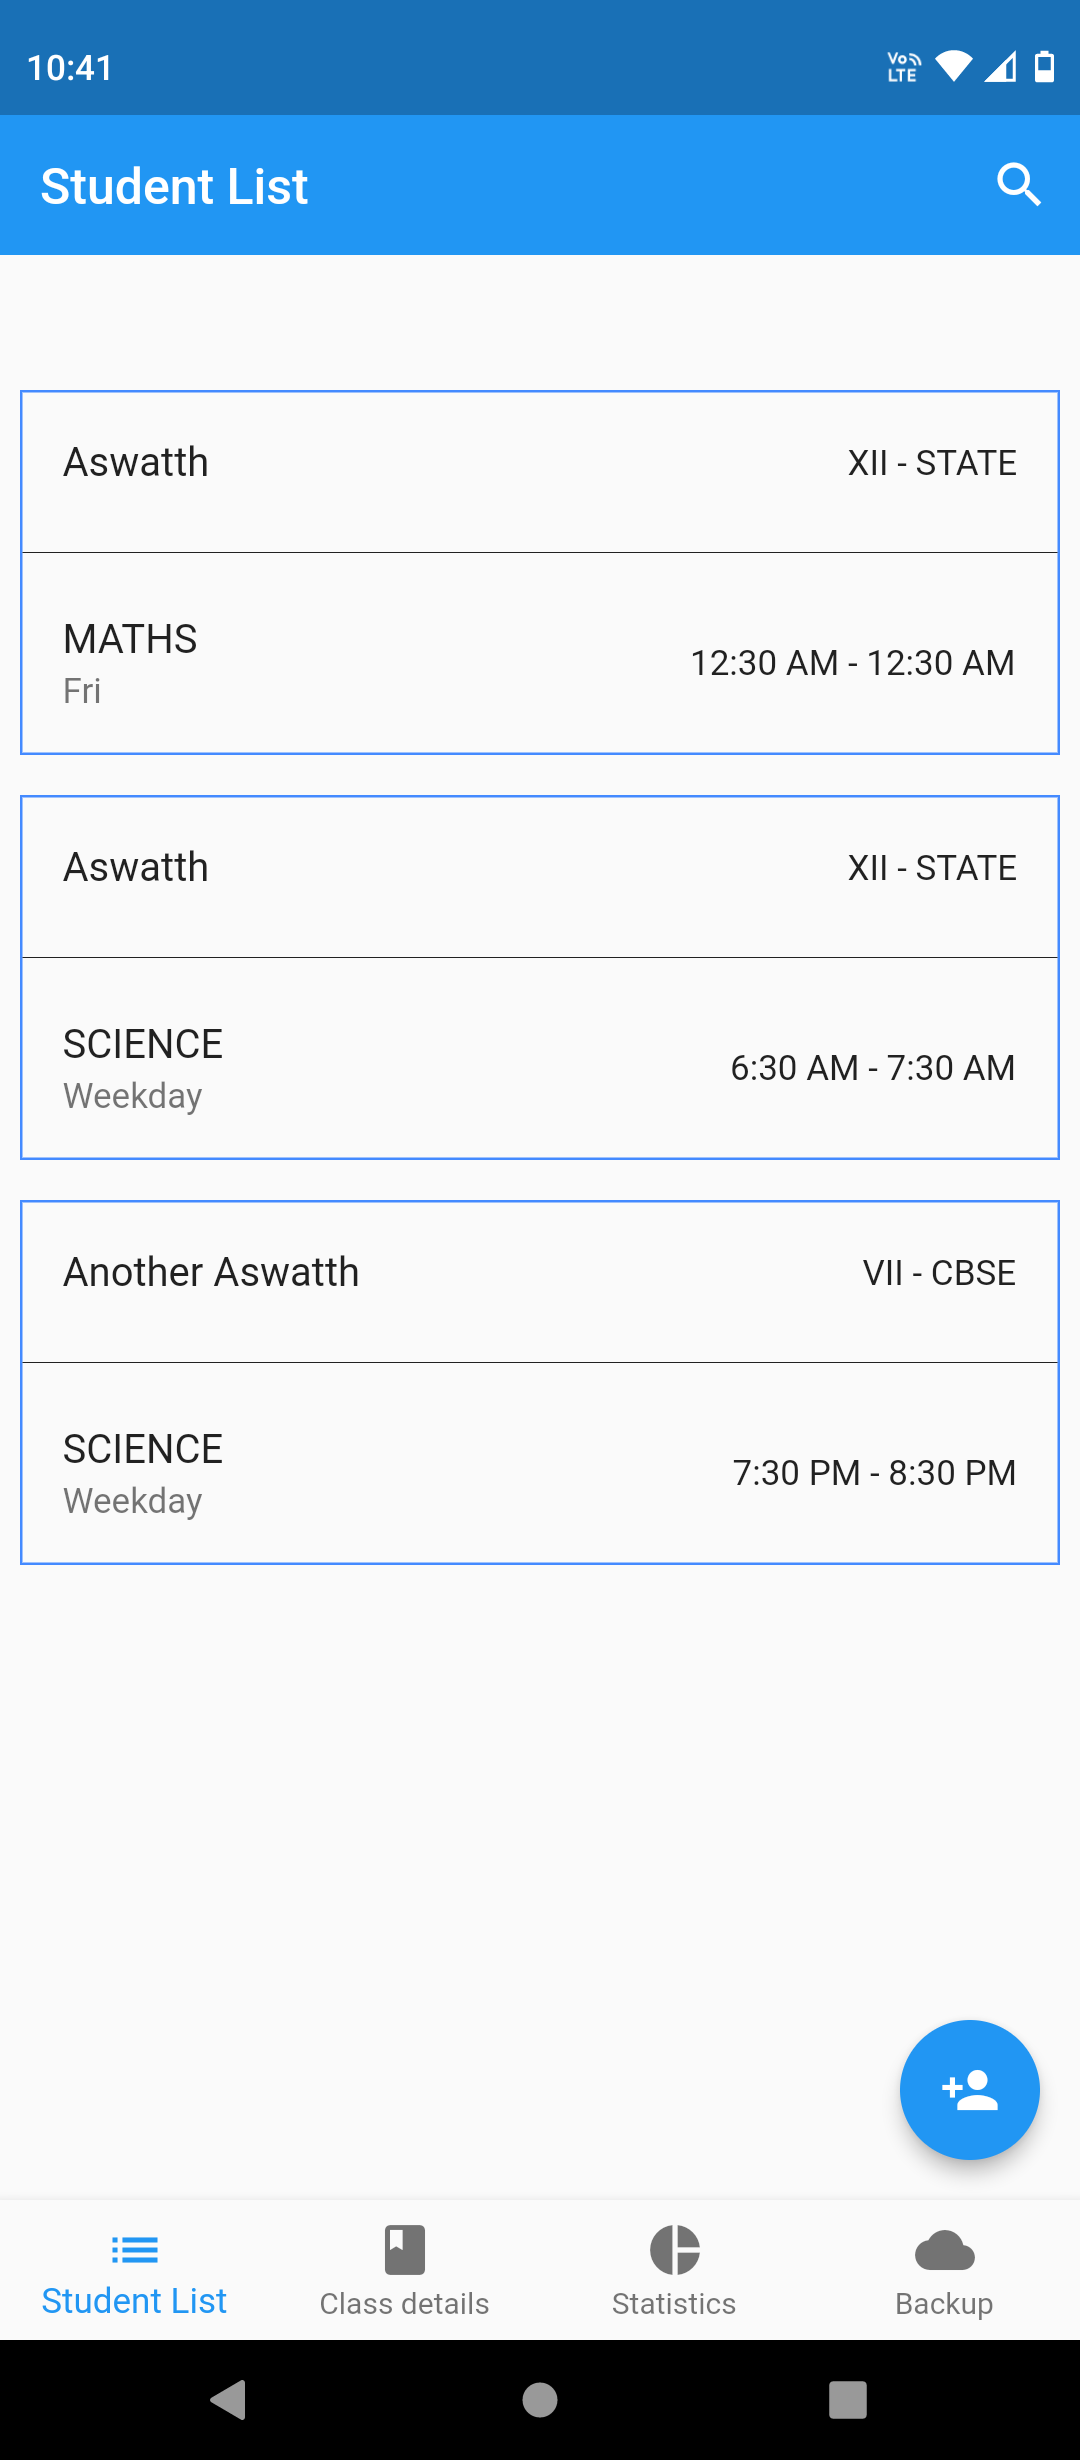 10:41
Vo LTE
Student List
Aswatth XII - STATE
MATHS
12:30 AM - 12:30 AM
Fri
Aswatth XII - STATE
SCIENCE
6:30 AM - 7:30 AM
Weekday
Another Aswatth VII - CBSE
SCIENCE
7:30 PM - 8:30 PM
Weekday
Student List Class details Statistics Backup